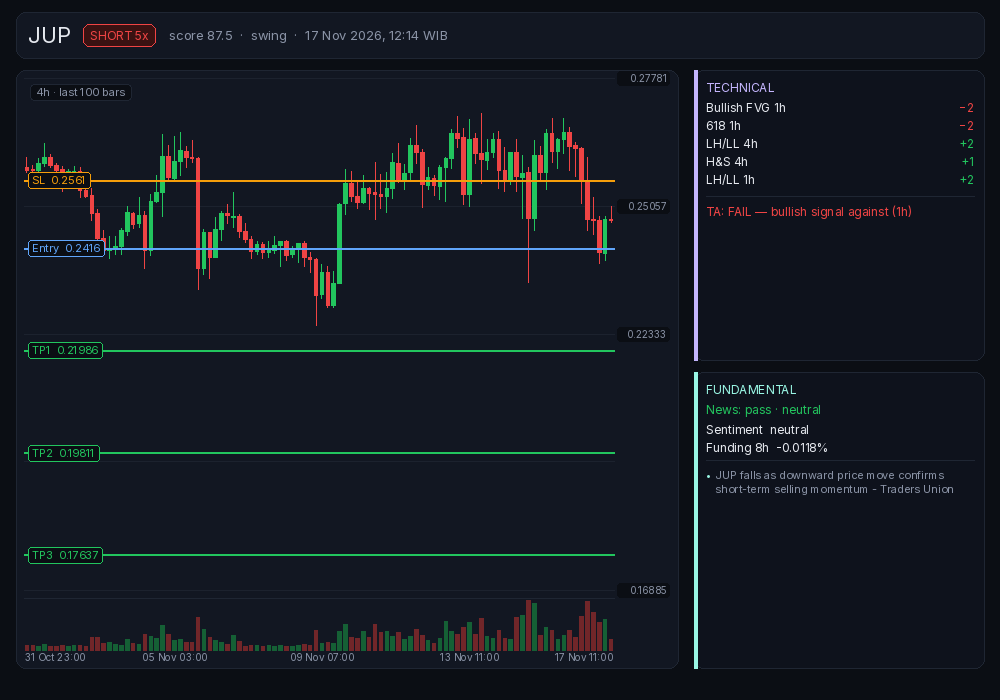 JUP SHORT 5x score 87.5 · swing · 17 Nov 2026, 12:14 WIB
4h · last 100 bars
0.27781
SL 0.2561
0.25057
Entry 0.2416
0.22333
TP1 0.21986
TP2 0.19811
TP3 0.17637
0.16885
31 Oct 23:00 05 Nov 03:00 09 Nov 07:00 13 Nov 11:00 17 Nov 11:00
TECHNICAL
Bullish FVG 1h −2
618 1h −2
LH/LL 4h +2
H&S 4h +1
LH/LL 1h +2
TA: FAIL — bullish signal against (1h)
FUNDAMENTAL
News: pass · neutral
Sentiment neutral
Funding 8h -0.0118%
• JUP falls as downward price move confirms
short-term selling momentum - Traders Union